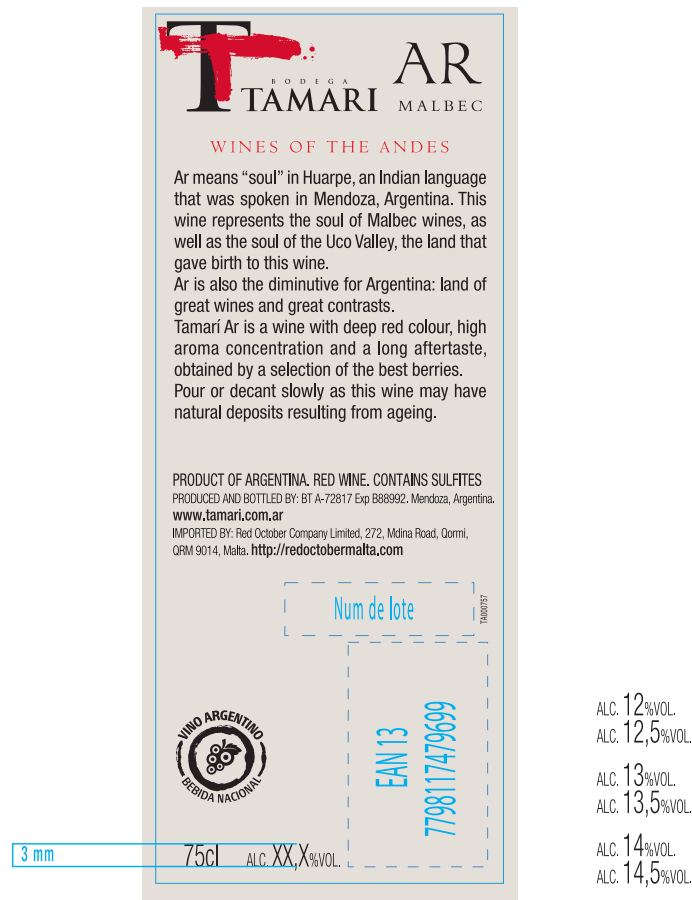 T
BODEGA
TAMARI
AR
MALBEC
WINES OF THE ANDES
Ar means “soul” in Huarpe, an Indian language
that was spoken in Mendoza, Argentina. This
wine represents the soul of Malbec wines, as
well as the soul of the Uco Valley, the land that
gave birth to this wine.
Ar is also the diminutive for Argentina: land of
great wines and great contrasts.
Tamarí Ar is a wine with deep red colour, high
aroma concentration and a long aftertaste,
obtained by a selection of the best berries.
Pour or decant slowly as this wine may have
natural deposits resulting from ageing.
PRODUCT OF ARGENTINA. RED WINE. CONTAINS SULFITES
PRODUCED AND BOTTLED BY: BT A-72817 Exp B88992. Mendoza, Argentina.
www.tamari.com.ar
IMPORTED BY: Red October Company Limited, 272, Mdina Road, Qormi,
QRM 9014, Malta. http://redoctobermalta.com
Num de lote
TA000757
EAN 13
7798117479699
VINO ARGENTINO
BEBIDA NACIONAL
3 mm
75cl ALC. XX,X%VOL.
ALC. 12%VOL.
ALC. 12,5%VOL.
ALC. 13%VOL.
ALC. 13,5%VOL.
ALC. 14%VOL.
ALC. 14,5%VOL.